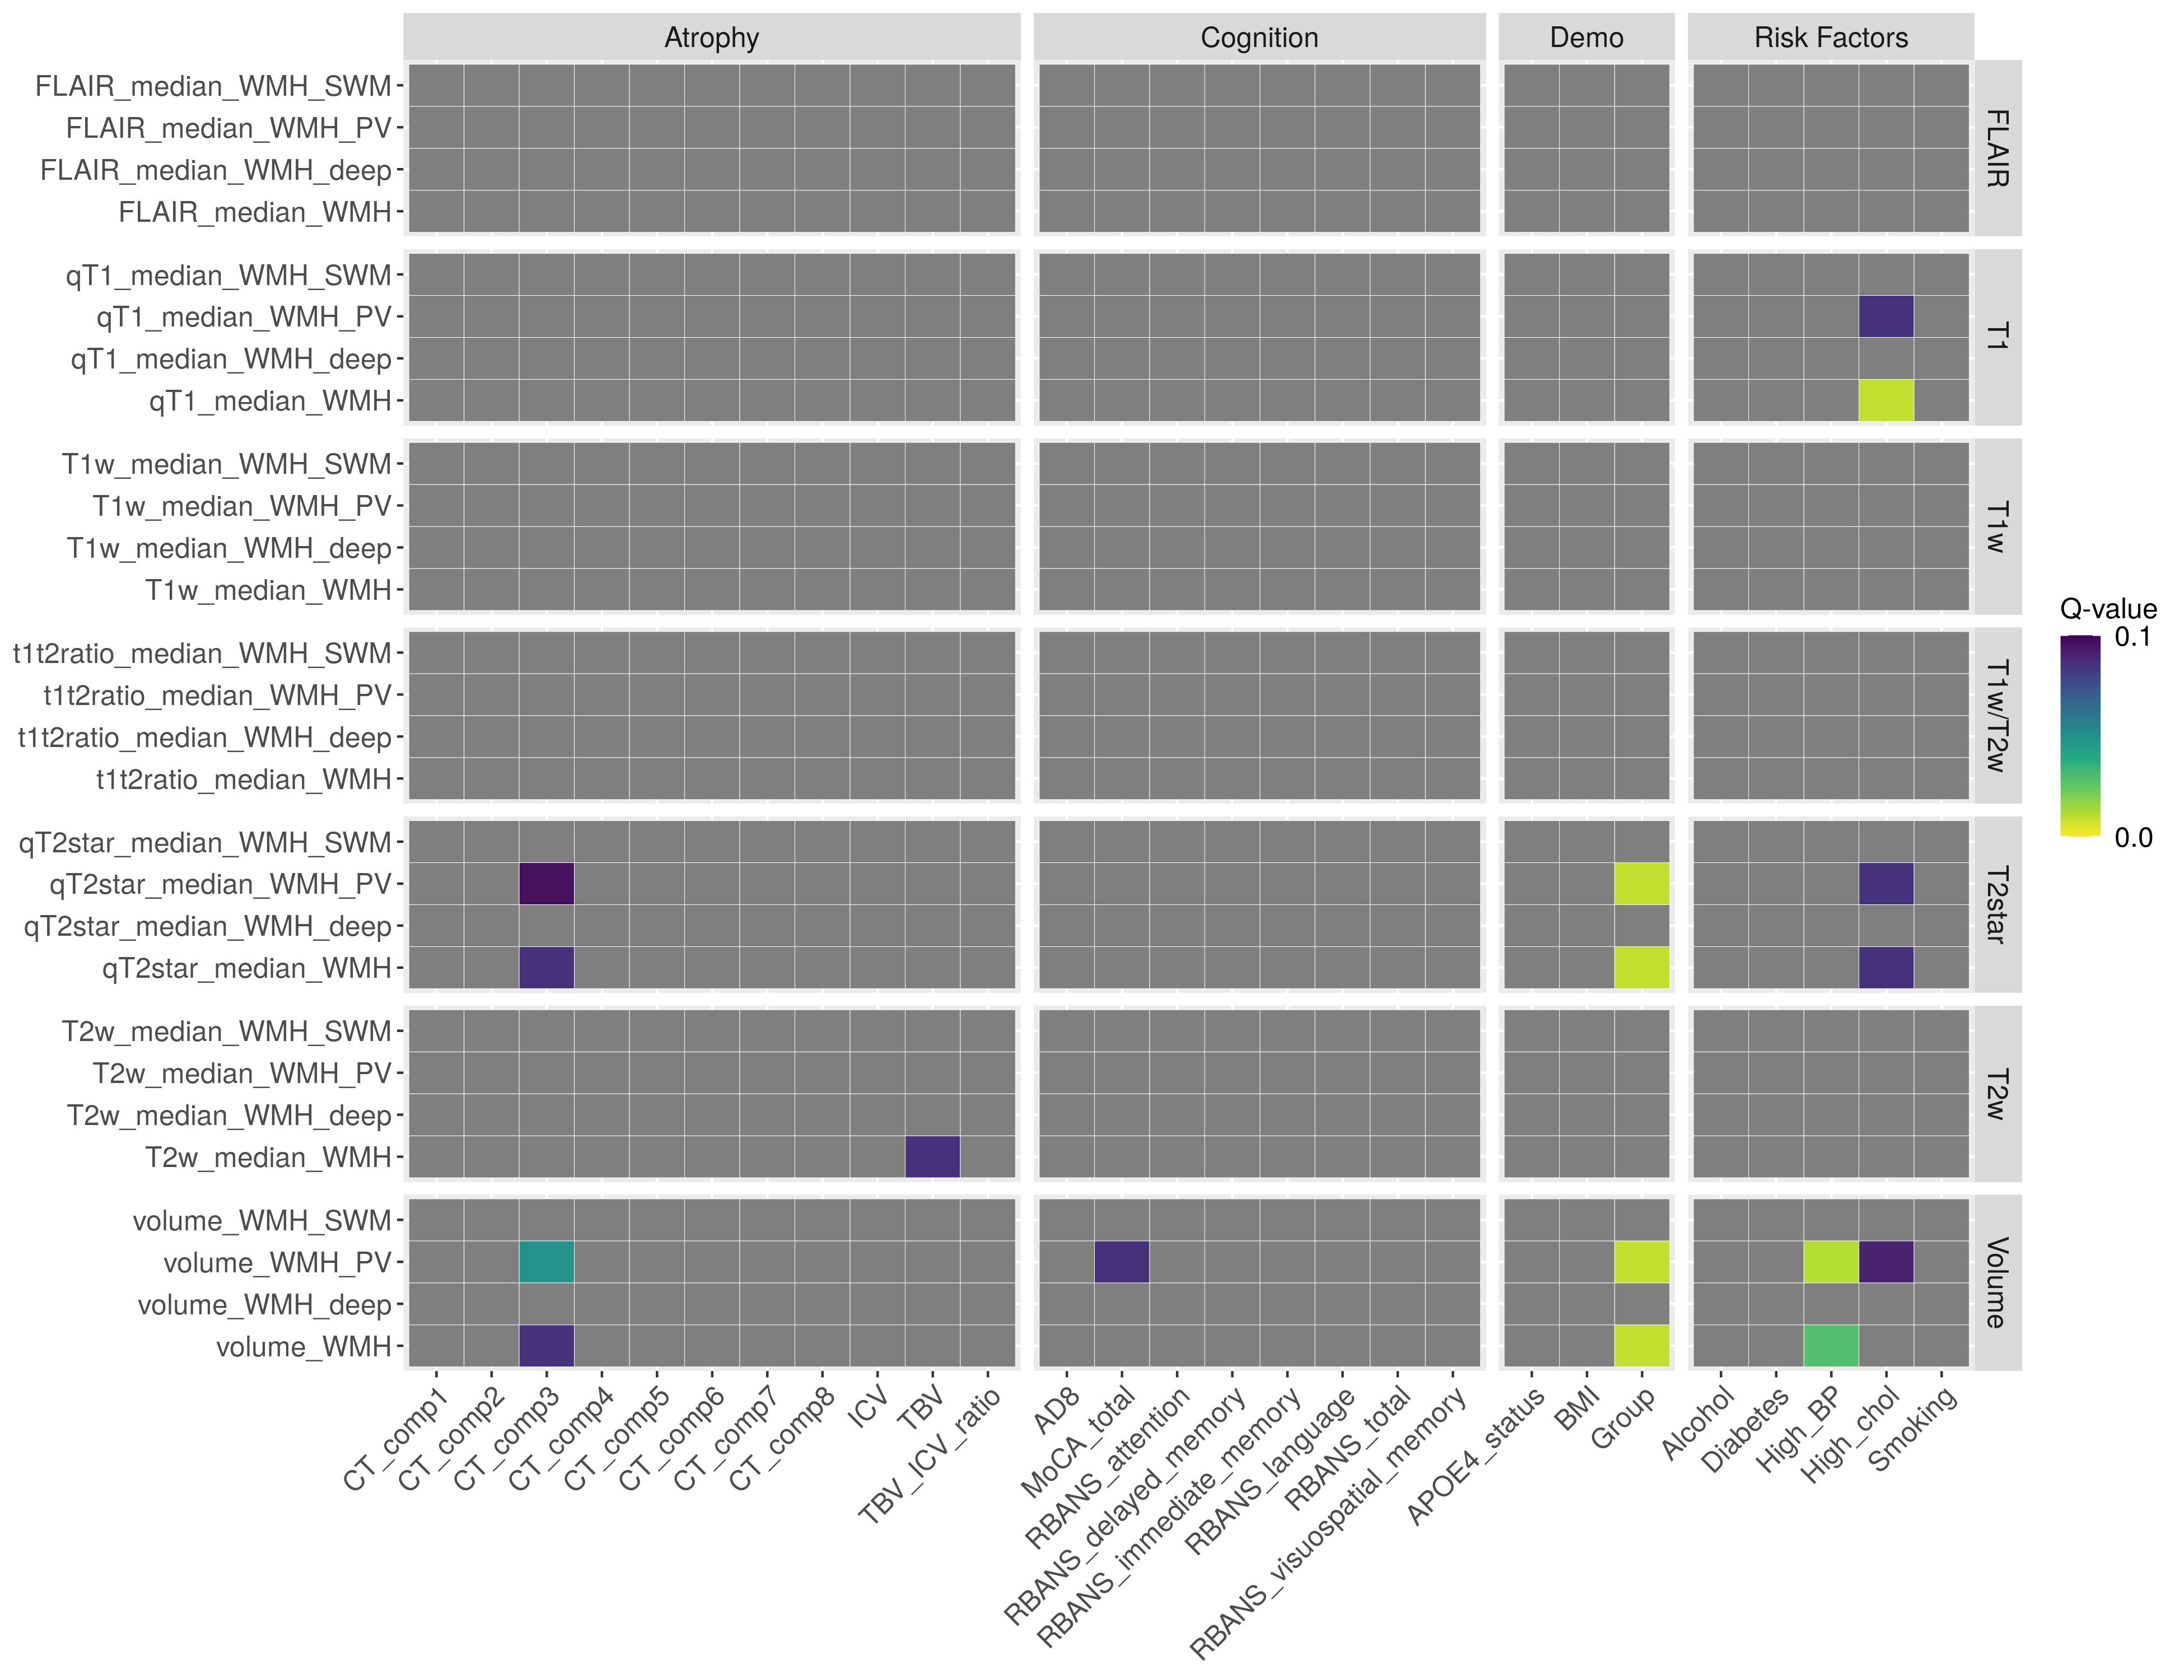 Atrophy
Cognition
Demo
Risk Factors
FLAIR_median_WMH_SWM
FLAIR_median_WMH_PV
FLAIR_median_WMH_deep
FLAIR_median_WMH
FLAIR
qT1_median_WMH_SWM
qT1_median_WMH_PV
qT1_median_WMH_deep
qT1_median_WMH
T1
T1w_median_WMH_SWM
T1w_median_WMH_PV
T1w_median_WMH_deep
T1w_median_WMH
T1w
t1t2ratio_median_WMH_SWM
t1t2ratio_median_WMH_PV
t1t2ratio_median_WMH_deep
t1t2ratio_median_WMH
T1w/T2w
qT2star_median_WMH_SWM
qT2star_median_WMH_PV
qT2star_median_WMH_deep
qT2star_median_WMH
T2star
T2w_median_WMH_SWM
T2w_median_WMH_PV
T2w_median_WMH_deep
T2w_median_WMH
T2w
volume_WMH_SWM
volume_WMH_PV
volume_WMH_deep
volume_WMH
Volume
CT_comp1
CT_comp2
CT_comp3
CT_comp4
CT_comp5
CT_comp6
CT_comp7
CT_comp8
ICV
TBV
TBV_ICV_ratio
AD8
MoCA_total
RBANS_attention
RBANS_delayed_memory
RBANS_immediate_memory
RBANS_language
RBANS_total
RBANS_visuospatial_memory
APOE4_status
BMI
Group
Alcohol
Diabetes
High_BP
High_chol
Smoking
Q-value
0.1
0.0